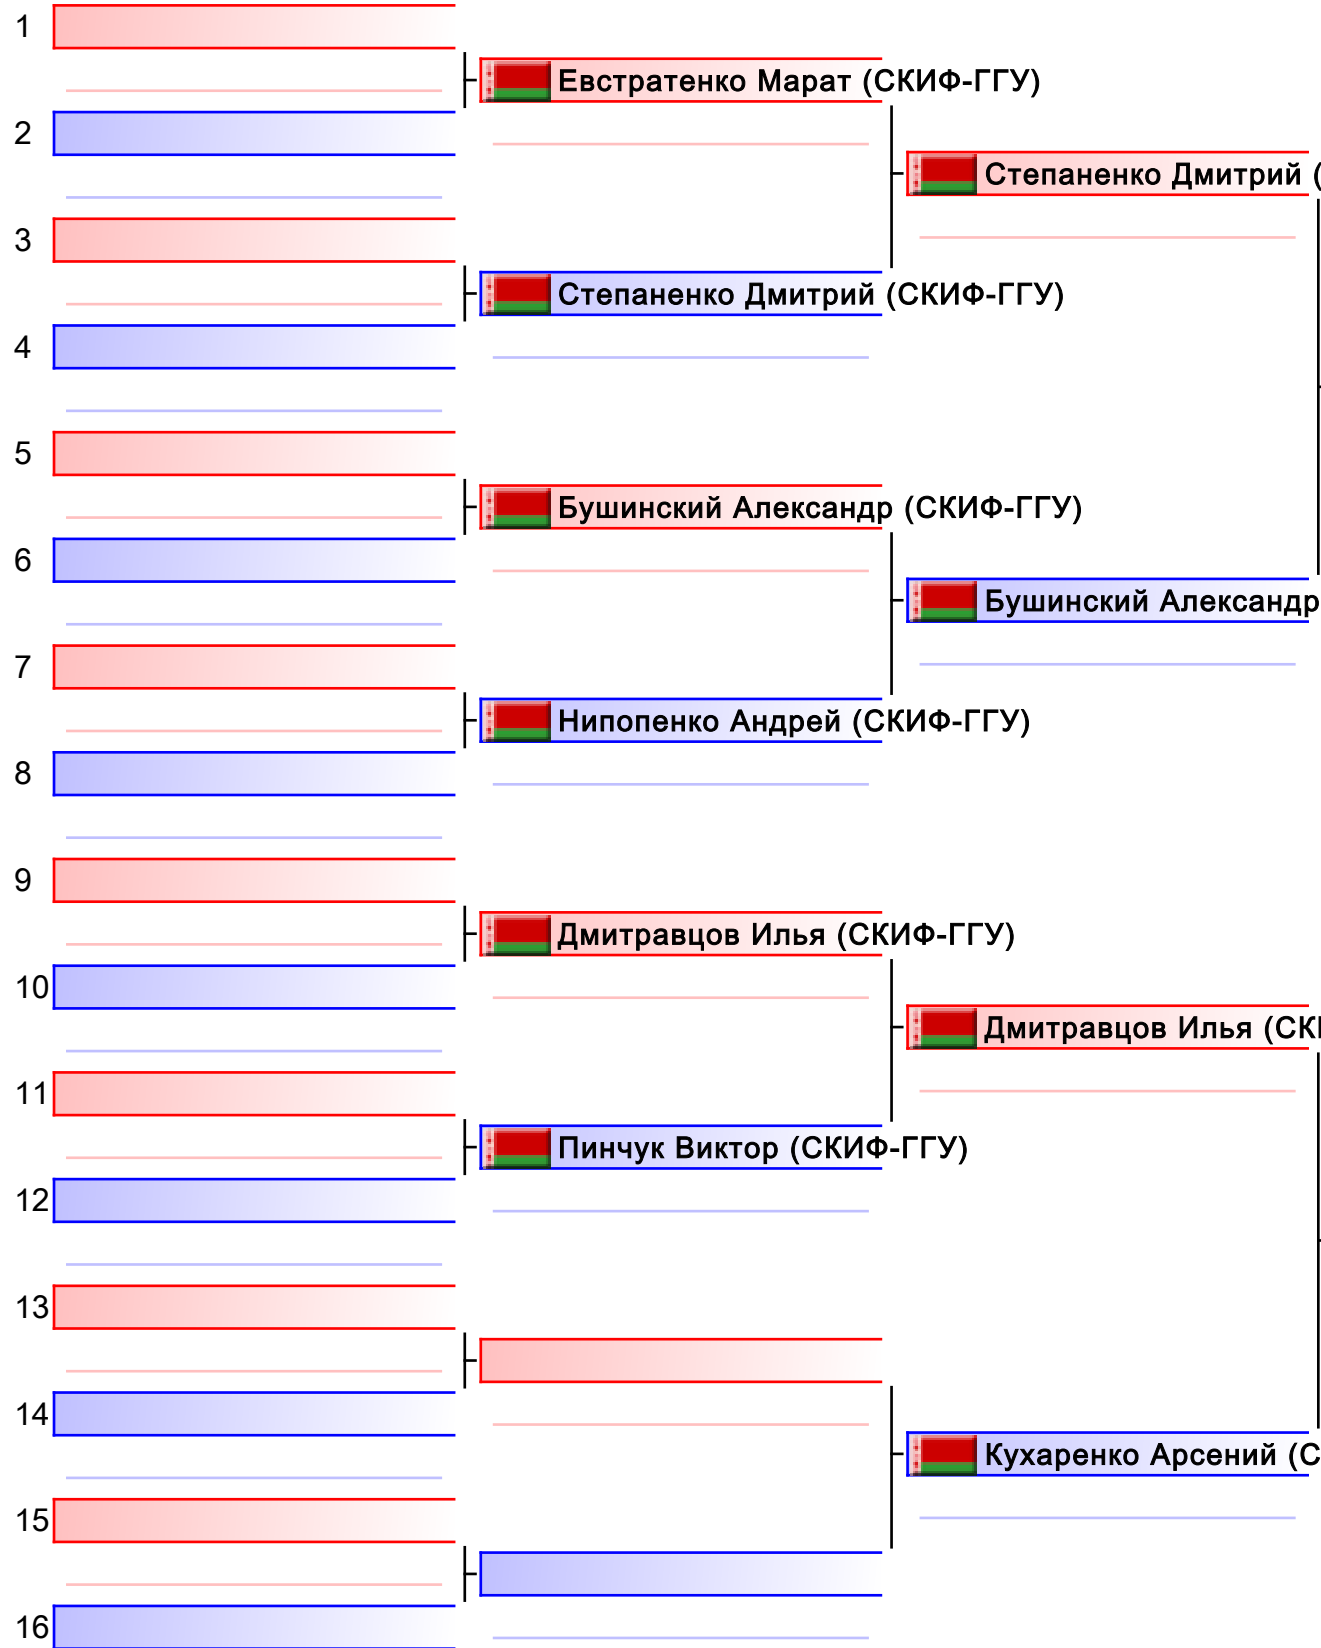 1
Евстратенко Марат (СКИФ-ГГУ)
2
Степаненко Дмитрий (
3
Степаненко Дмитрий (СКИФ-ГГУ)
4
5
Бушинский Александр (СКИФ-ГГУ)
6
Бушинский Александр
7
Нипопенко Андрей (СКИФ-ГГУ)
8
9
Дмитравцов Илья (СКИФ-ГГУ)
10
Дмитравцов Илья (СКИ
11
Пинчук Виктор (СКИФ-ГГУ)
12
13
14
Кухаренко Арсений (С
15
16